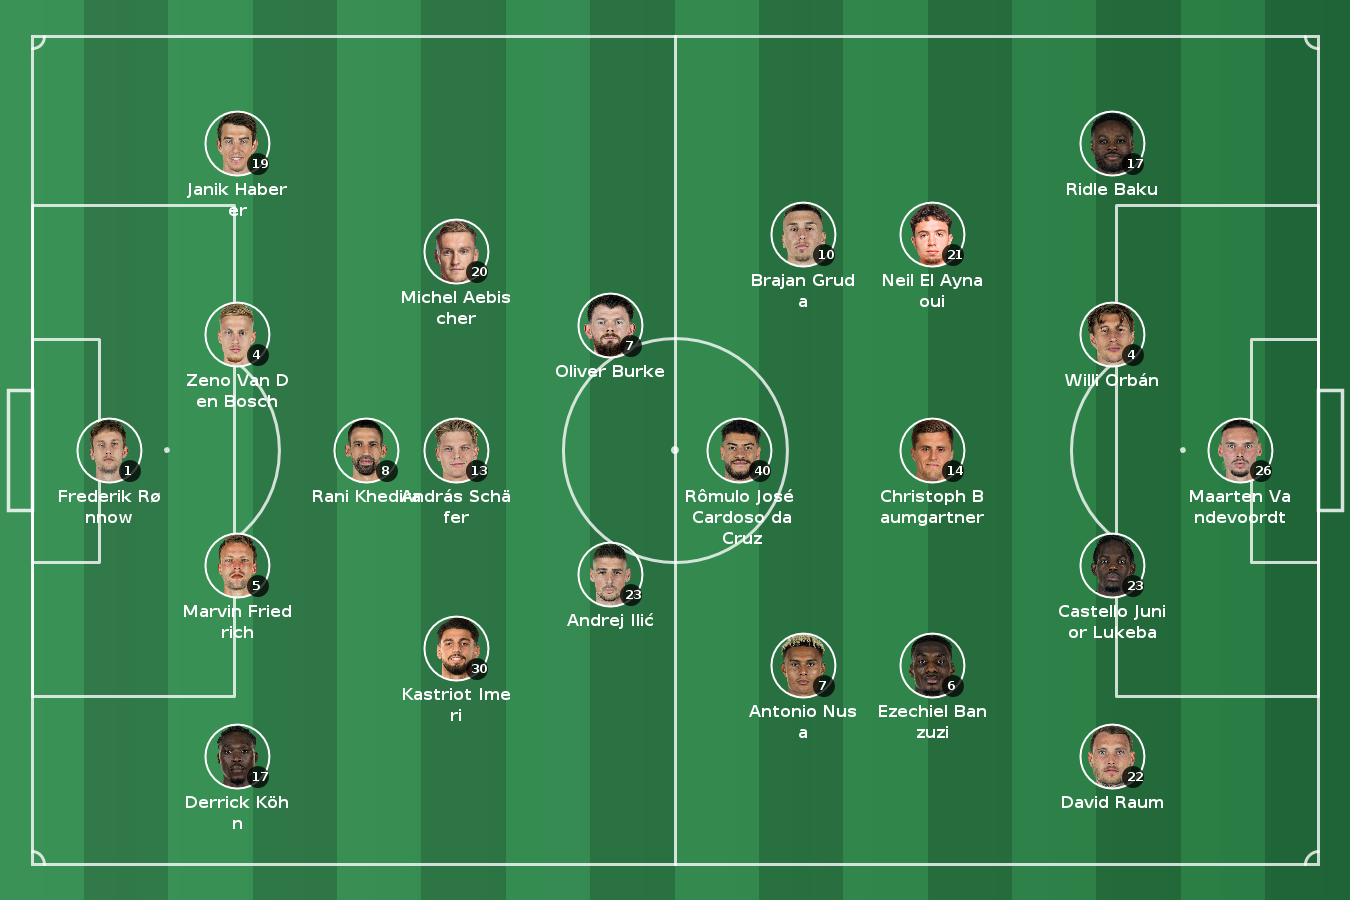 19
Janik Haber
er
4
Zeno Van D
en Bosch
1
Frederik Rø
nnow
5
Marvin Fried
rich
17
Derrick Köh
n
8
Rani Khedira
20
Michel Aebis
cher
13
András Schä
fer
30
Kastriot Ime
ri
7
Oliver Burke
23
Andrej Ilić
10
Brajan Grud
a
40
Rômulo José
Cardoso da
Cruz
7
Antonio Nus
a
21
Neil El Ayna
oui
14
Christoph B
aumgartner
6
Ezechiel Ban
zuzi
17
Ridle Baku
4
Willi Orbán
23
Castello Juni
or Lukeba
22
David Raum
26
Maarten Va
ndevoordt